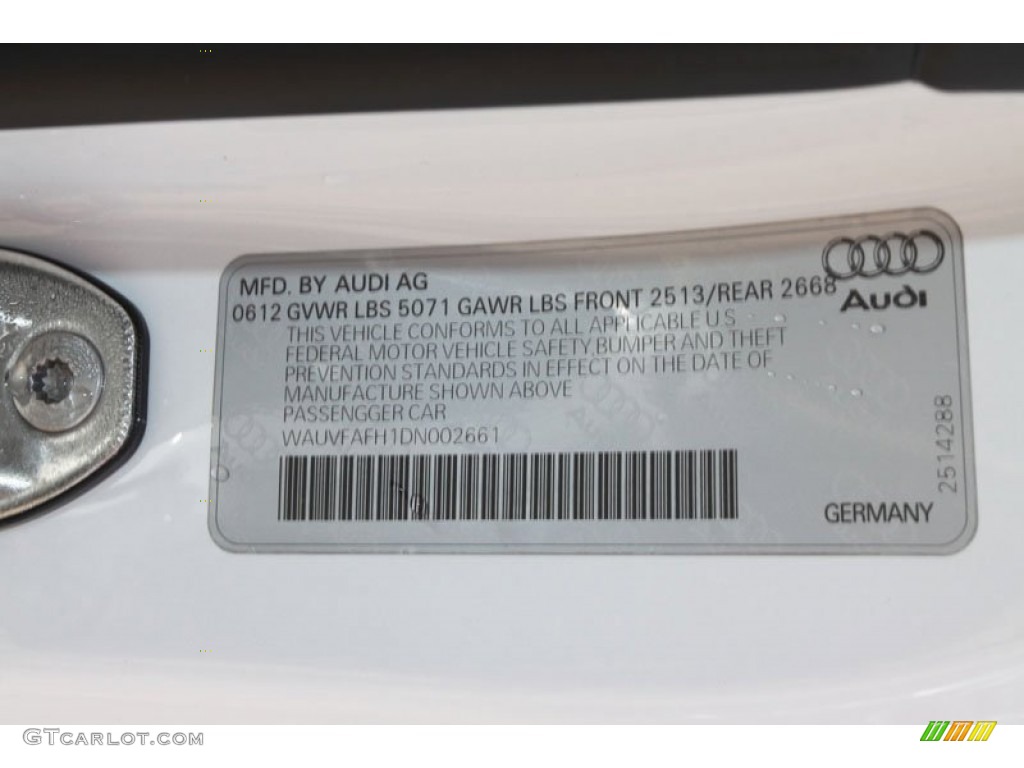 MFD. BY AUDI AG
0612 GVWR LBS 5071 GAWR LBS FRONT 2513/REAR 2668
Audi
THIS VEHICLE CONFORMS TO ALL APPLICABLE U S
FEDERAL MOTOR VEHICLE SAFETY, BUMPER AND THEFT
PREVENTION STANDARDS IN EFFECT ON THE DATE OF
MANUFACTURE SHOWN ABOVE
PASSENGGER CAR
WAUVFAFH1DN002661
2514288
GERMANY
GTCARLOT.COM